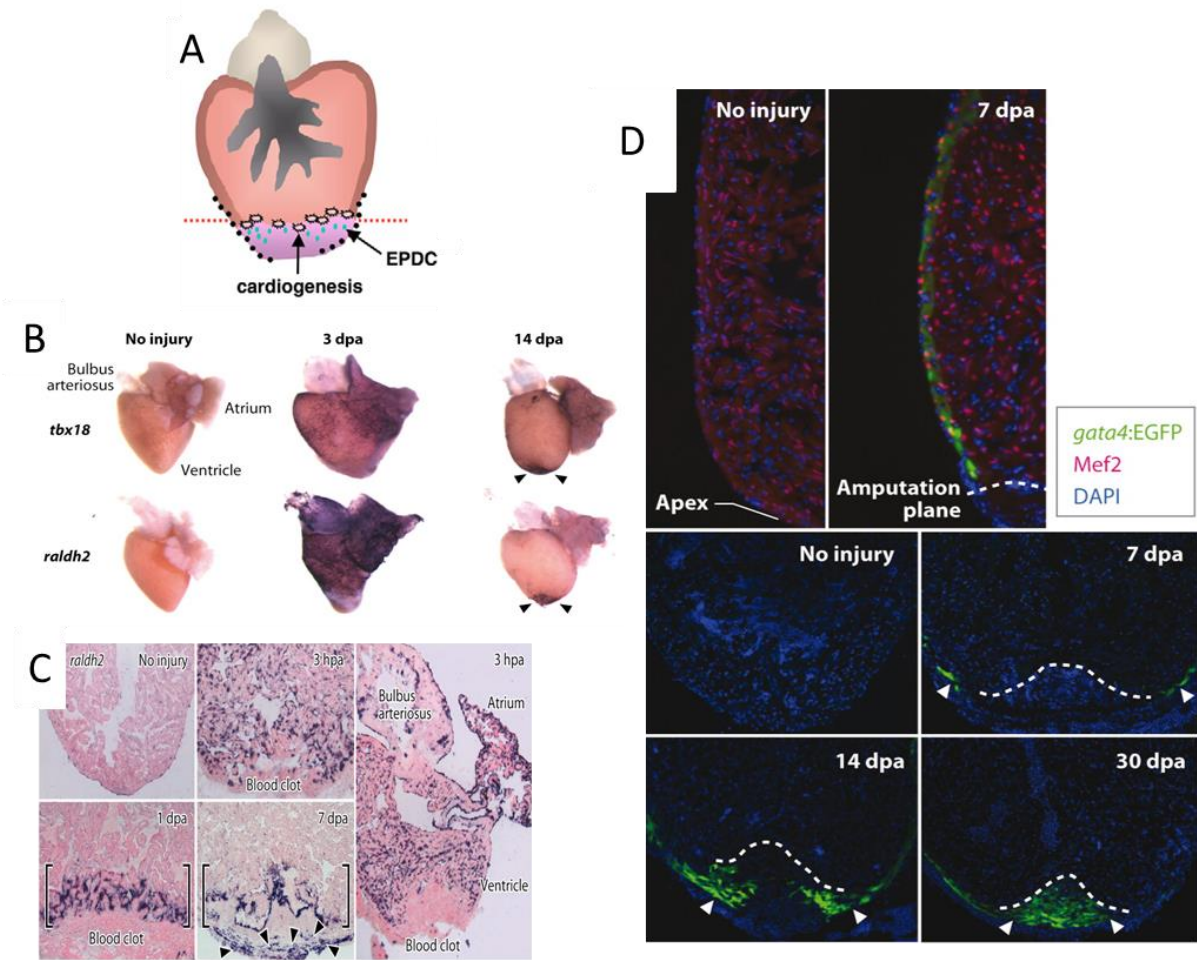 A
EPDC
cardiogenesis
B
No injury
3 dpa
14 dpa
Bulbus
arteriosus
Atrium
tbx18
Ventricle
raldh2
C
raldh2
No injury
3 hpa
Blood clot
3 hpa
Bulbus
arteriosus
Atrium
Ventricle
Blood clot
1 dpa
Blood clot
7 dpa
D
No injury
Apex
7 dpa
Amputation
plane
gata4:EGFP
Mef2
DAPI
No injury
7 dpa
14 dpa
30 dpa